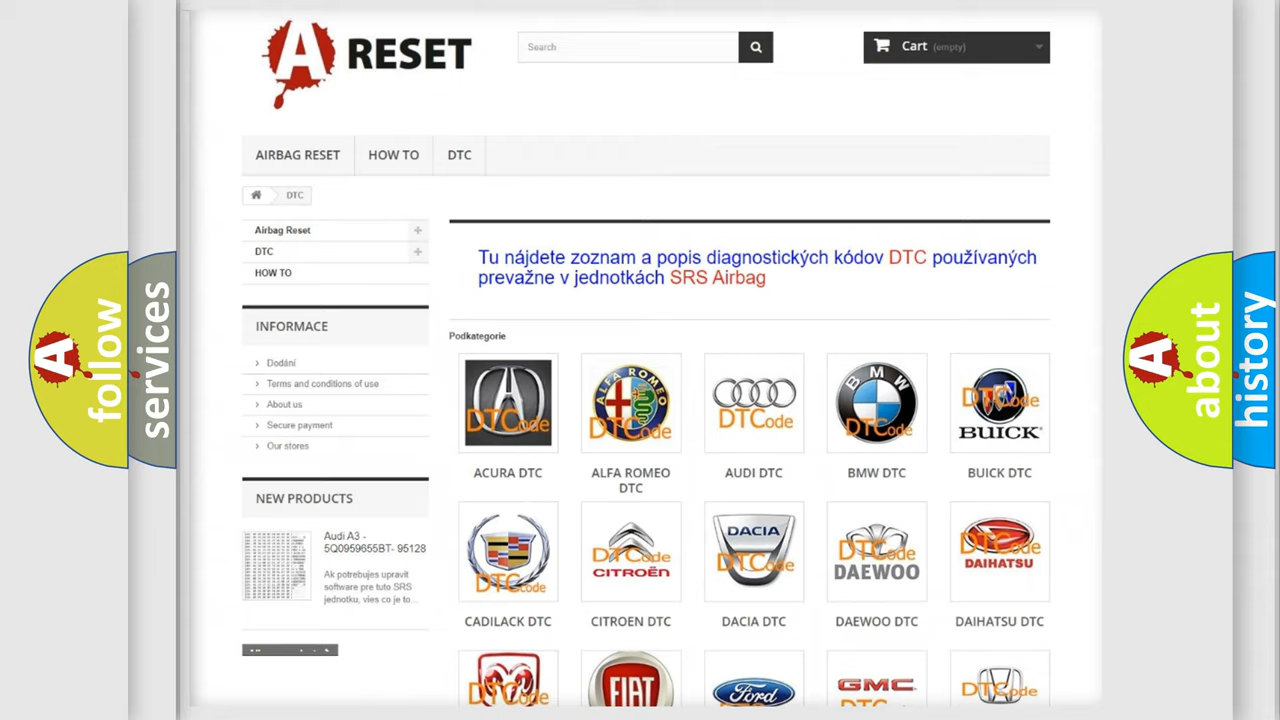 A RESET
Search
Cart (empty)
AIRBAG RESET
HOW TO
DTC
DTC
Airbag Reset
DTC
HOW TO
Tu nájdete zoznam a popis diagnostických kódov DTC používaných
prevažne v jednotkách SRS Airbag
INFORMACE
Dodání
Terms and conditions of use
About us
Secure payment
Our stores
NEW PRODUCTS
Audi A3 -
5Q0959655BT- 95128
Ak potrebujes upravit
software pre tuto SRS
jednotku, vies co je to...
Podkategorie
DTCode
ALFA ROMEO
DTCode
DTCode
BMW
DTCode
DTCode
BUICK
ACURA DTC
ALFA ROMEO
DTC
AUDI DTC
BMW DTC
BUICK DTC
DTCode
DTCode
CITROËN
DACIA
DTCode
DTCode
DAEWOO
DTCode
DAIHATSU
CADILACK DTC
CITROEN DTC
DACIA DTC
DAEWOO DTC
DAIHATSU DTC
DTCode
FIAT
Ford
GMC
DTCode
A follow
services
A about
history